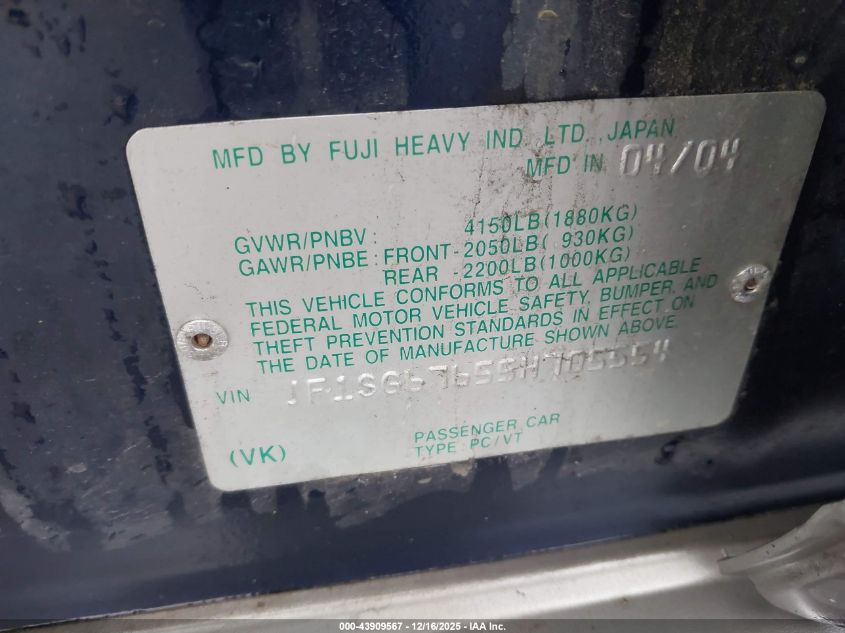 MFD BY FUJI HEAVY IND. LTD., JAPAN
MFD IN 04/04
GVWR/PNBV : 4150LB(1880KG)
GAWR/PNBE : FRONT-2050LB( 930KG)
REAR -2200LB(1000KG)
THIS VEHICLE CONFORMS TO ALL APPLICABLE
FEDERAL MOTOR VEHICLE SAFETY, BUMPER, AND
THEFT PREVENTION STANDARDS IN EFFECT ON
THE DATE OF MANUFACTURE SHOWN ABOVE.
VIN JF1SG67655H705554
(VK)
PASSENGER CAR
TYPE: PC/VT
000-43909567 - 12/16/2025 - IAA Inc.